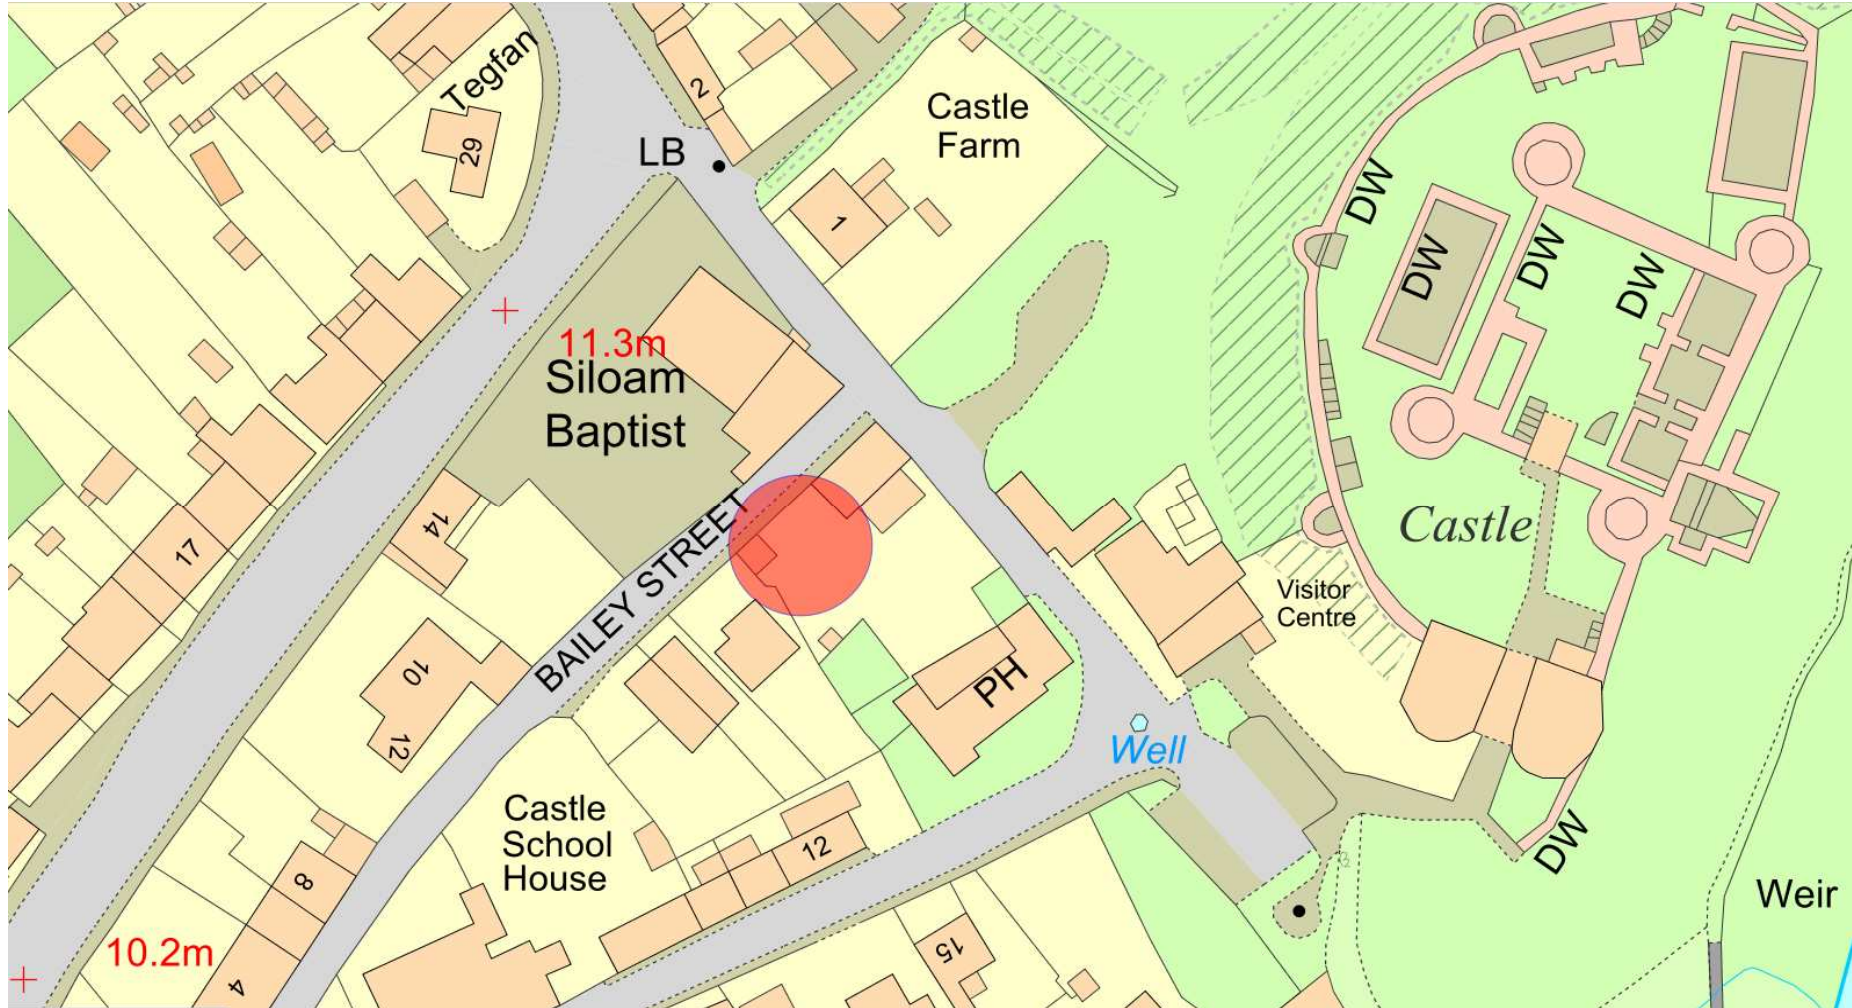 Tegfan
29
2
LB
Castle
Farm
1
DW
DW
DW
DW
11.3m
Siloam
Baptist
17
14
BAILEY STREET
Castle
Visitor
Centre
10
12
PH
Well
Castle
School
House
12
8
DW
Weir
10.2m
4
15